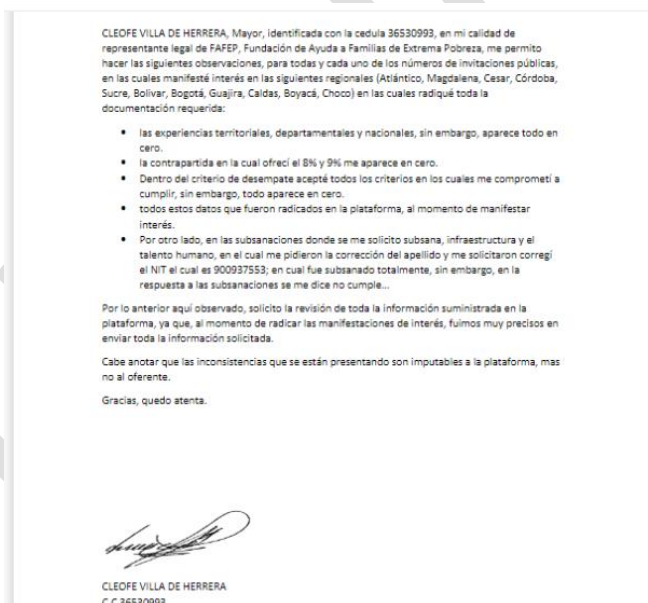 CLEOFE VILLA DE HERRERA, Mayor, identificada con la cedula 36530993, en mi calidad de
representante legal de FAFEP, Fundación de Ayuda a Familias de Extrema Pobreza, me permito
hacer las siguientes observaciones, para todas y cada uno de los números de invitaciones públicas,
en las cuales manifesté interés en las siguientes regionales (Atlántico, Magdalena, Cesar, Córdoba,
Sucre, Bolivar, Bogotá, Guajira, Caldas, Boyacá, Choco) en las cuales radiqué toda la
documentación requerida:
• las experiencias territoriales, departamentales y nacionales, sin embargo, aparece todo en
cero.
• la contrapartida en la cual ofrecí el 8% y 9% me aparece en cero.
• Dentro del criterio de desempate acepté todos los criterios en los cuales me comprometí a
cumplir, sin embargo, todo aparece en cero.
• todos estos datos que fueron radicados en la plataforma, al momento de manifestar
interés.
• Por otro lado, en las subsanaciones donde se me solicito subsana, infraestructura y el
talento humano, en el cual me pidieron la corrección del apellido y me solicitaron corregí
el NIT el cual es 900937553; en cual fue subsanado totalmente, sin embargo, en la
respuesta a las subsanaciones se me dice no cumple...
Por lo anterior aquí observado, solicito la revisión de toda la información suministrada en la
plataforma, ya que, al momento de radicar las manifestaciones de interés, fuimos muy precisos en
enviar toda la información solicitada.
Cabe anotar que las inconsistencias que se están presentando son imputables a la plataforma, mas
no al oferente.
Gracias, quedo atenta.
CLEOFE VILLA DE HERRERA
C.C 36530993